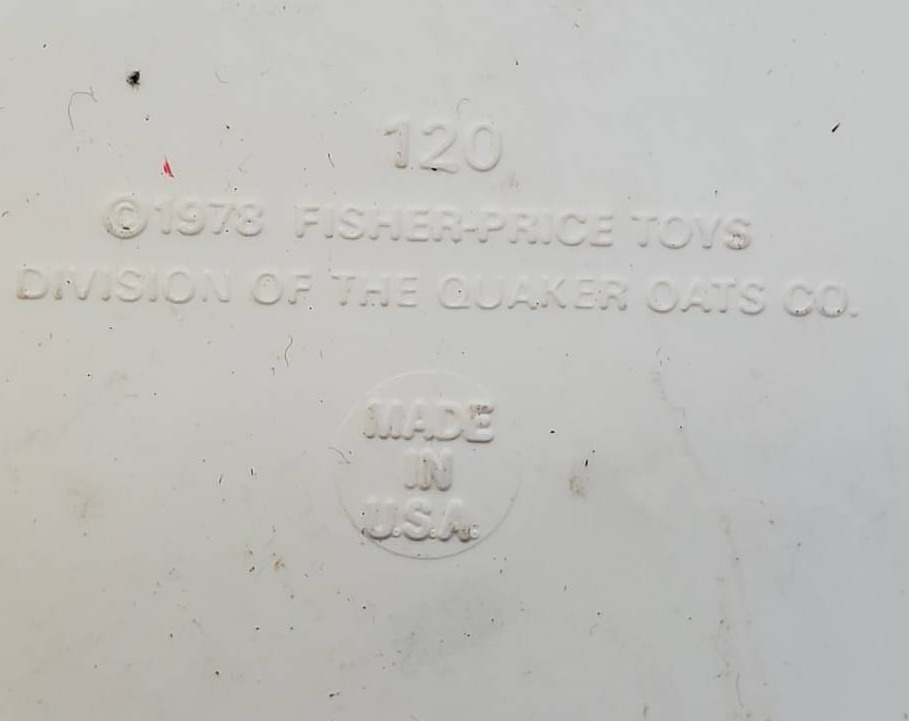 120
©1978 FISHER-PRICE TOYS
DIVISION OF THE QUAKER OATS CO.
MADE
IN
U.S.A.